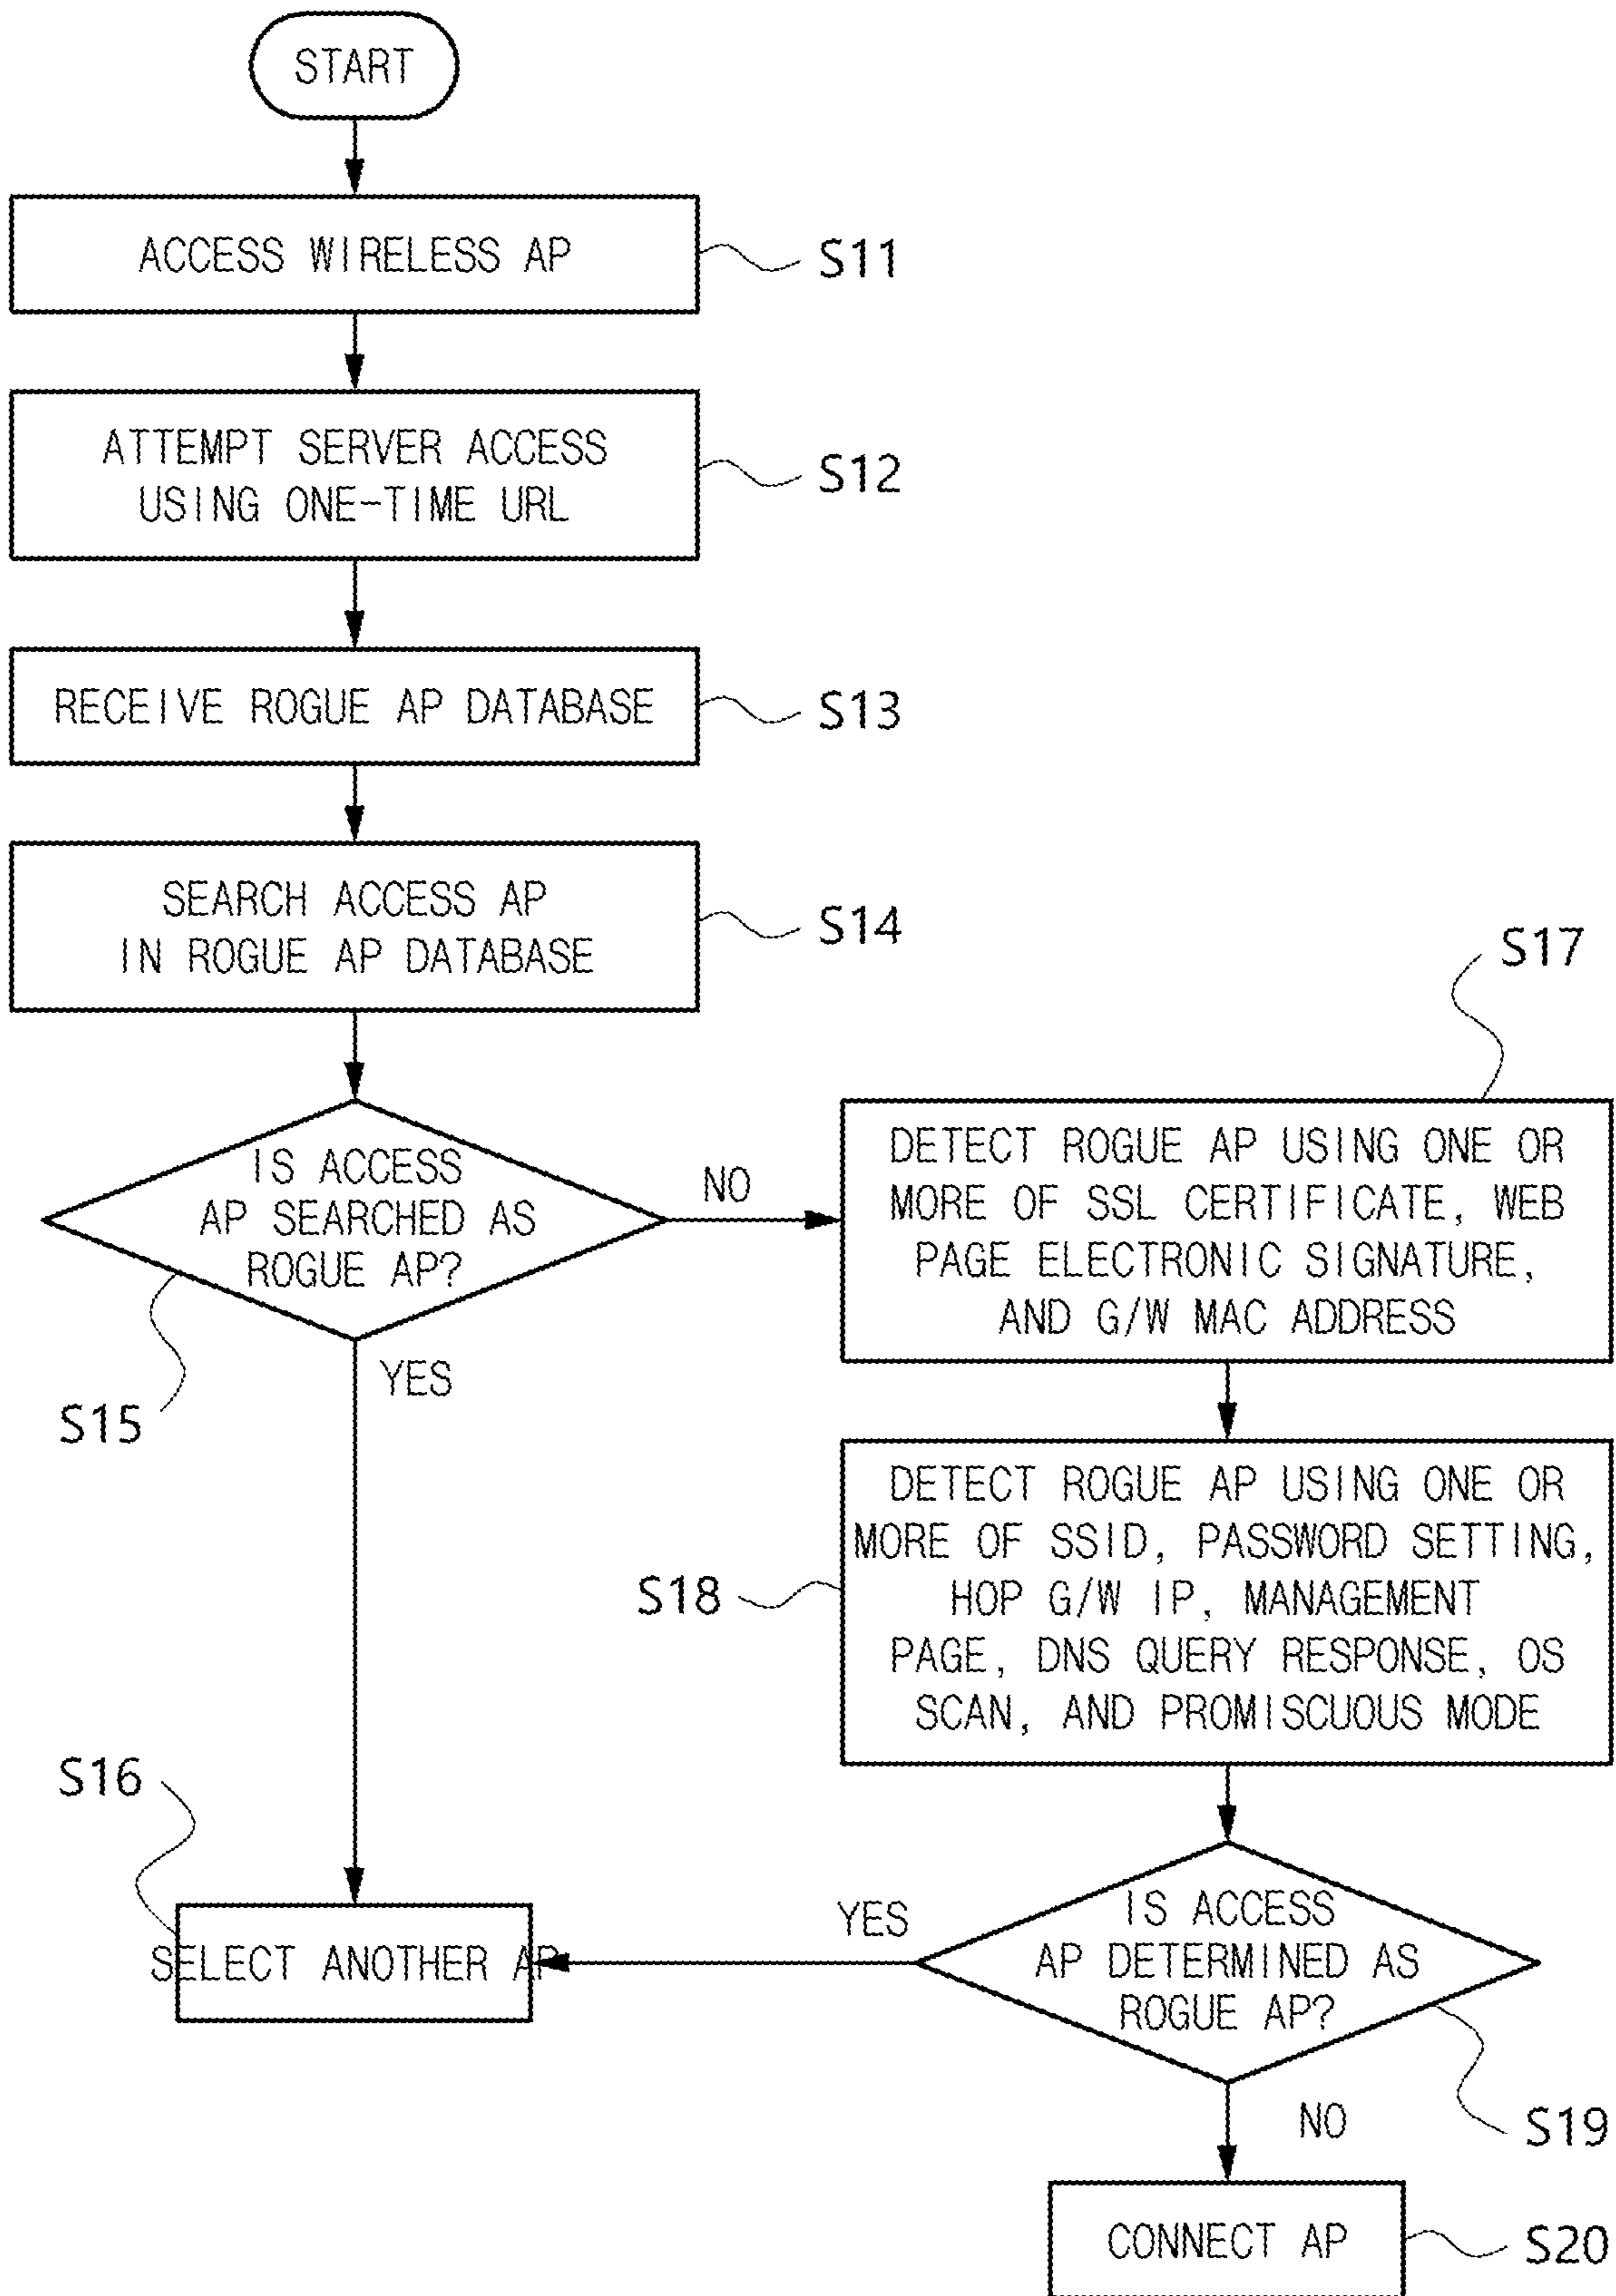 START
ACCESS WIRELESS AP
S11
ATTEMPT SERVER ACCESS
USING ONE-TIME URL
S12
RECEIVE ROGUE AP DATABASE
S13
SEARCH ACCESS AP
IN ROGUE AP DATABASE
S14
IS ACCESS
AP SEARCHED AS
ROGUE AP?
S15
NO
YES
S17
DETECT ROGUE AP USING ONE OR
MORE OF SSL CERTIFICATE, WEB
PAGE ELECTRONIC SIGNATURE,
AND G/W MAC ADDRESS
DETECT ROGUE AP USING ONE OR
MORE OF SSID, PASSWORD SETTING,
HOP G/W IP, MANAGEMENT
PAGE, DNS QUERY RESPONSE, OS
SCAN, AND PROMISCUOUS MODE
S18
S16
SELECT ANOTHER AP
YES
IS ACCESS
AP DETERMINED AS
ROGUE AP?
S19
NO
CONNECT AP
S20